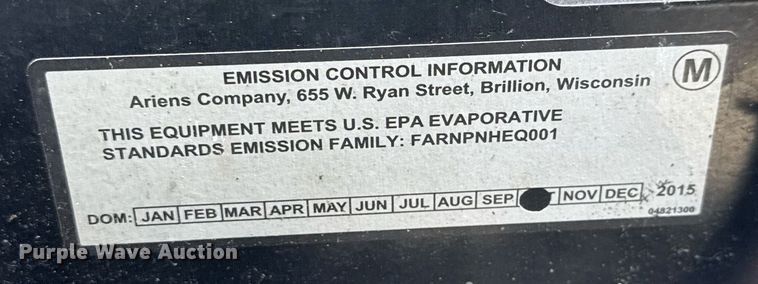 EMISSION CONTROL INFORMATION
Ariens Company, 655 W. Ryan Street, Brillion, Wisconsin
M
THIS EQUIPMENT MEETS U.S. EPA EVAPORATIVE
STANDARDS EMISSION FAMILY: FARNPNHEQ001
DOM: JAN FEB MAR APR MAY JUN JUL AUG SEP NOV DEC 2015
04821300
Purple Wave Auction